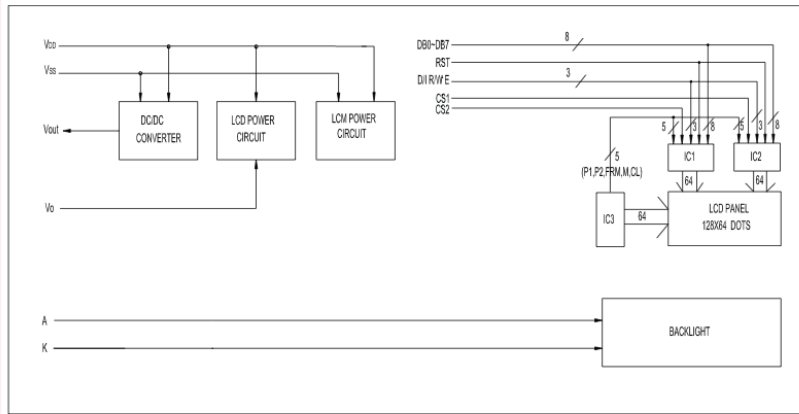 VDD
VSS
DC/DC
CONVERTER
LCD POWER
CIRCUIT
LCM POWER
CIRCUIT
Vout
Vo
DB0~DB7
8
RST
D/I R/W E
3
CS1
CS2
5
3
8
5
3
8
5
(P1,P2,FRM,M,CL)
IC1
IC2
64
64
IC3
64
LCD PANEL
128X64 DOTS
A
K
BACKLIGHT